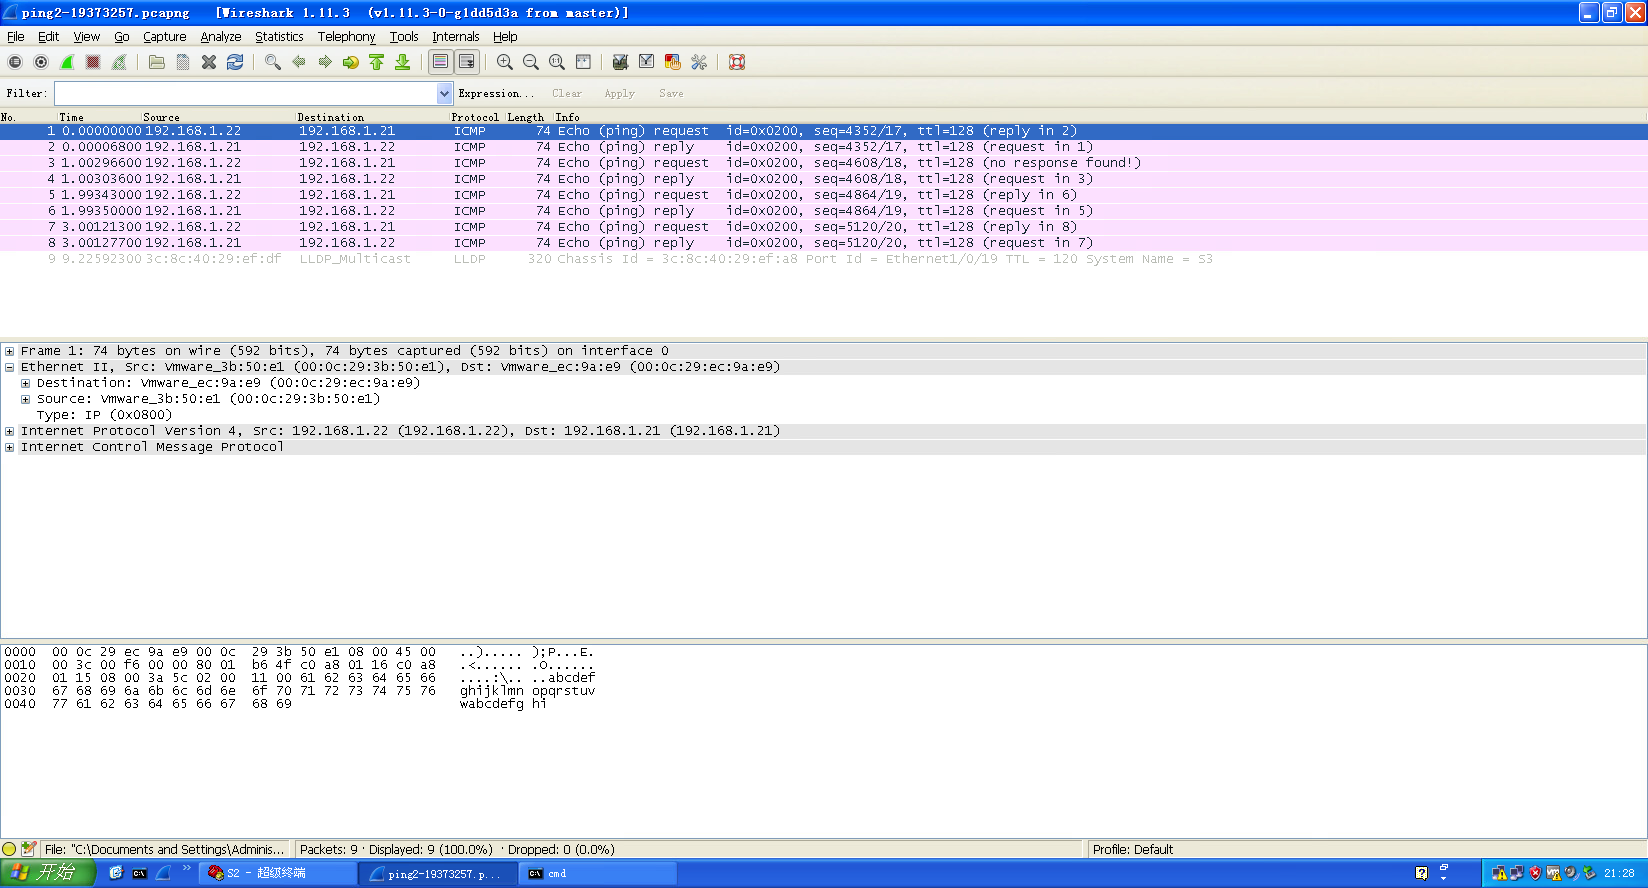 ping2-19373257.pcapng   [Wireshark 1.11.3  (v1.11.3-0-g1dd5d3a from master)]
File Edit View Go Capture Analyze Statistics Telephony Tools Internals Help
Filter: Expression... Clear Apply Save
No. Time Source Destination Protocol Length Info
1 0.00000000 192.168.1.22 192.168.1.21 ICMP 74 Echo (ping) request  id=0x0200, seq=4352/17, ttl=128 (reply in 2)
2 0.00006800 192.168.1.21 192.168.1.22 ICMP 74 Echo (ping) reply    id=0x0200, seq=4352/17, ttl=128 (request in 1)
3 1.00296600 192.168.1.22 192.168.1.21 ICMP 74 Echo (ping) request  id=0x0200, seq=4608/18, ttl=128 (no response found!)
4 1.00303600 192.168.1.21 192.168.1.22 ICMP 74 Echo (ping) reply    id=0x0200, seq=4608/18, ttl=128 (request in 3)
5 1.99343000 192.168.1.22 192.168.1.21 ICMP 74 Echo (ping) request  id=0x0200, seq=4864/19, ttl=128 (reply in 6)
6 1.99350000 192.168.1.21 192.168.1.22 ICMP 74 Echo (ping) reply    id=0x0200, seq=4864/19, ttl=128 (request in 5)
7 3.00121300 192.168.1.22 192.168.1.21 ICMP 74 Echo (ping) request  id=0x0200, seq=5120/20, ttl=128 (reply in 8)
8 3.00127700 192.168.1.21 192.168.1.22 ICMP 74 Echo (ping) reply    id=0x0200, seq=5120/20, ttl=128 (request in 7)
9 9.22592300 3c:8c:40:29:ef:df LLDP_Multicast LLDP 320 Chassis Id = 3c:8c:40:29:ef:a8 Port Id = Ethernet1/0/19 TTL = 120 System Name = S3
Frame 1: 74 bytes on wire (592 bits), 74 bytes captured (592 bits) on interface 0
Ethernet II, Src: Vmware_3b:50:e1 (00:0c:29:3b:50:e1), Dst: Vmware_ec:9a:e9 (00:0c:29:ec:9a:e9)
Destination: Vmware_ec:9a:e9 (00:0c:29:ec:9a:e9)
Source: Vmware_3b:50:e1 (00:0c:29:3b:50:e1)
Type: IP (0x0800)
Internet Protocol Version 4, Src: 192.168.1.22 (192.168.1.22), Dst: 192.168.1.21 (192.168.1.21)
Internet Control Message Protocol
0000  00 0c 29 ec 9a e9 00 0c  29 3b 50 e1 08 00 45 00   ..)..... );P...E.
0010  00 3c 00 f6 00 00 80 01  b6 4f c0 a8 01 16 c0 a8   .<...... .O......
0020  01 15 08 00 3a 5c 02 00  11 00 61 62 63 64 65 66   ....:\.. ..abcdef
0030  67 68 69 6a 6b 6c 6d 6e  6f 70 71 72 73 74 75 76   ghijklmn opqrstuv
0040  77 61 62 63 64 65 66 67  68 69   wabcdefg hi
File: "C:\Documents and Settings\Adminis... Packets: 9 · Displayed: 9 (100.0%) · Dropped: 0 (0.0%) Profile: Default
开始 S2 - 超级终端 ping2-19373257.p... cmd 21:28